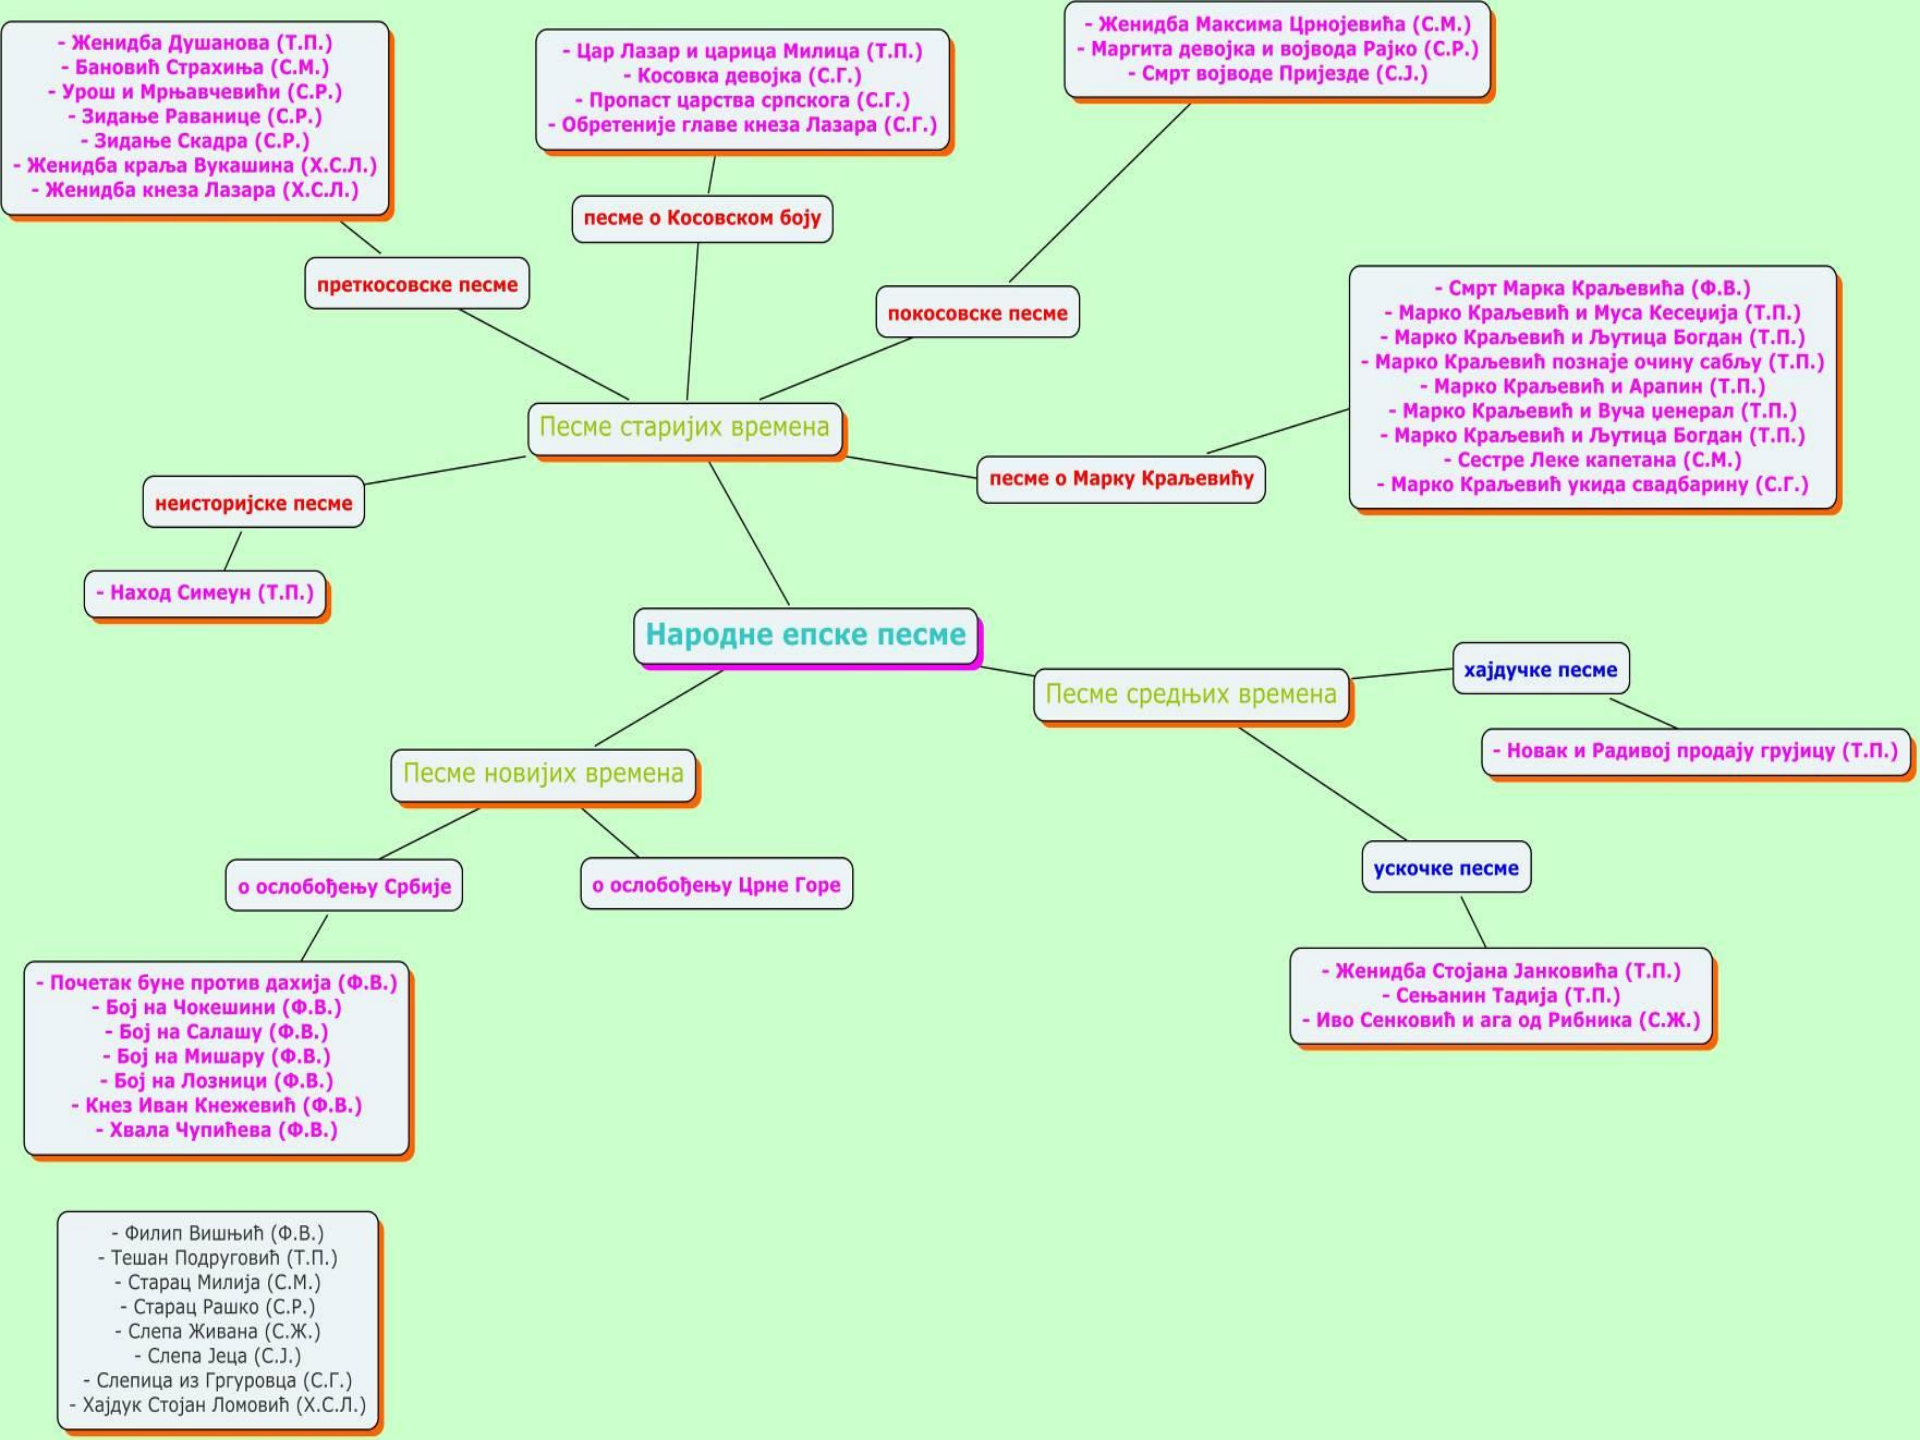 - Женидба Душанова (Т.П.)
- Бановић Страхиња (С.М.)
- Урош и Мрњавчевићи (С.Р.)
- Зидање Раванице (С.Р.)
- Зидање Скадра (С.Р.)
- Женидба краља Вукашина (Х.С.Л.)
- Женидба кнеза Лазара (Х.С.Л.)
- Цар Лазар и царица Милица (Т.П.)
- Косовка девојка (С.Г.)
- Пропаст царства српскога (С.Г.)
- Обретеније главе кнеза Лазара (С.Г.)
- Женидба Максима Црнојевића (С.М.)
- Маргита девојка и војвода Рајко (С.Р.)
- Смрт војводе Пријезде (С.Ј.)
песме о Косовском боју
преткосовске песме
покосовске песме
- Смрт Марка Краљевића (Ф.В.)
- Марко Краљевић и Муса Кесеџија (Т.П.)
- Марко Краљевић и Љутица Богдан (Т.П.)
- Марко Краљевић познаје очину сабљу (Т.П.)
- Марко Краљевић и Арапин (Т.П.)
- Марко Краљевић и Вуча џенерал (Т.П.)
- Марко Краљевић и Љутица Богдан (Т.П.)
- Сестре Леке капетана (С.М.)
- Марко Краљевић укида свадбарину (С.Г.)
Песме старијих времена
песме о Марку Краљевићу
неисторијске песме
- Наход Симеун (Т.П.)
Народне епске песме
Песме средњих времена
хајдучке песме
- Новак и Радивој продају грујицу (Т.П.)
Песме новијих времена
ускочке песме
о ослобођењу Србије
о ослобођењу Црне Горе
- Женидба Стојана Јанковића (Т.П.)
- Сењанин Тадија (Т.П.)
- Иво Сенковић и ага од Рибника (С.Ж.)
- Почетак буне против дахија (Ф.В.)
- Бој на Чокешини (Ф.В.)
- Бој на Салашу (Ф.В.)
- Бој на Мишару (Ф.В.)
- Бој на Лозници (Ф.В.)
- Кнез Иван Кнежевић (Ф.В.)
- Хвала Чупићева (Ф.В.)
- Филип Вишњић (Ф.В.)
- Тешан Подруговић (Т.П.)
- Старац Милија (С.М.)
- Старац Рашко (С.Р.)
- Слепа Живана (С.Ж.)
- Слепа Јеца (С.Ј.)
- Слепица из Гргуровца (С.Г.)
- Хајдук Стојан Ломовић (Х.С.Л.)